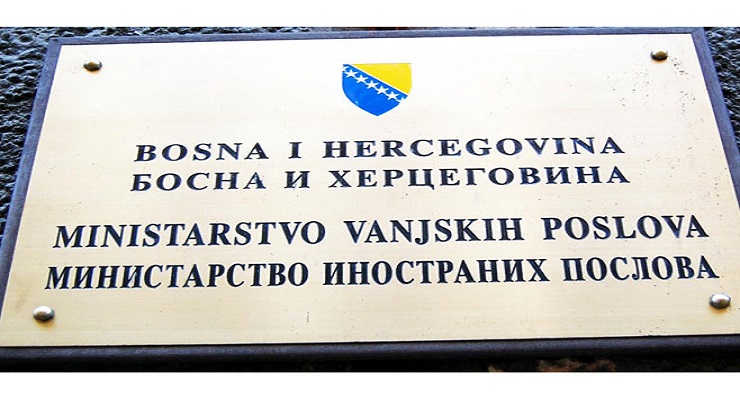 BOSNA I HERCEGOVINA
БОСНА И ХЕРЦЕГОВИНА
MINISTARSTVO VANJSKIH POSLOVA
МИНИСТАРСТВО ИНОСТРАНИХ ПОСЛОВА